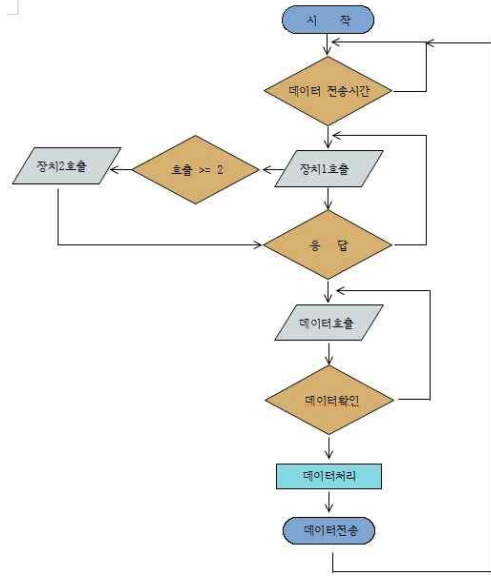 시 작
데이터 전송시간
장치2호출
호출 >= 2
장치1호출
응 답
데이터호출
데이터확인
데이터처리
데이터전송